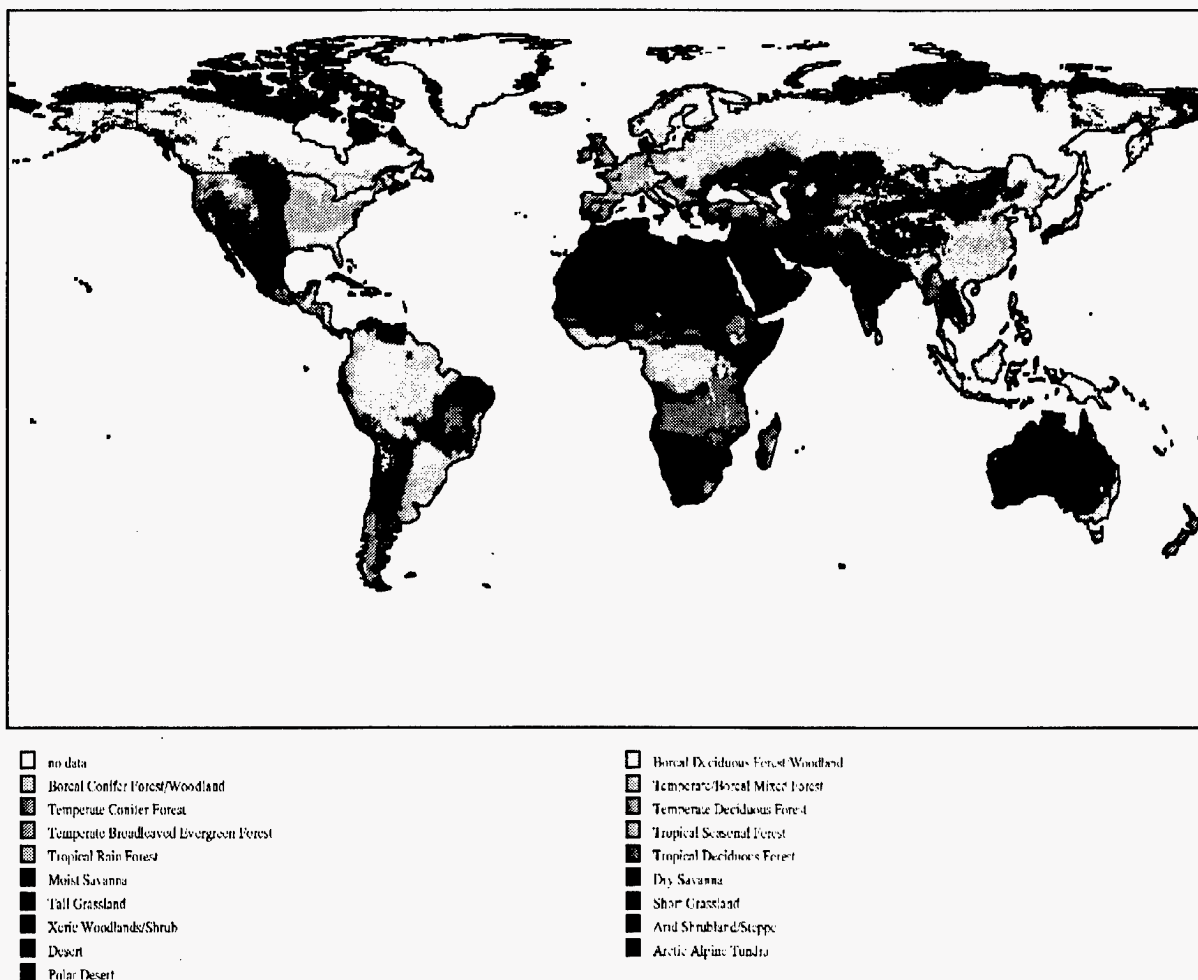 no data
Boreal Conifer Forest/Woodland
Temperate Conifer Forest
Temperate Broadleaved Evergreen Forest
Tropical Rain Forest
Moist Savanna
Tall Grassland
Xeric Woodlands/Shrub
Desert
Polar Desert
Boreal Deciduous Forest/Woodland
Temperate/Boreal Mixed Forest
Temperate Deciduous Forest
Tropical Seasonal Forest
Tropical Deciduous Forest
Dry Savanna
Short Grassland
Arid Shrubland/Steppe
Arctic Alpine Tundra